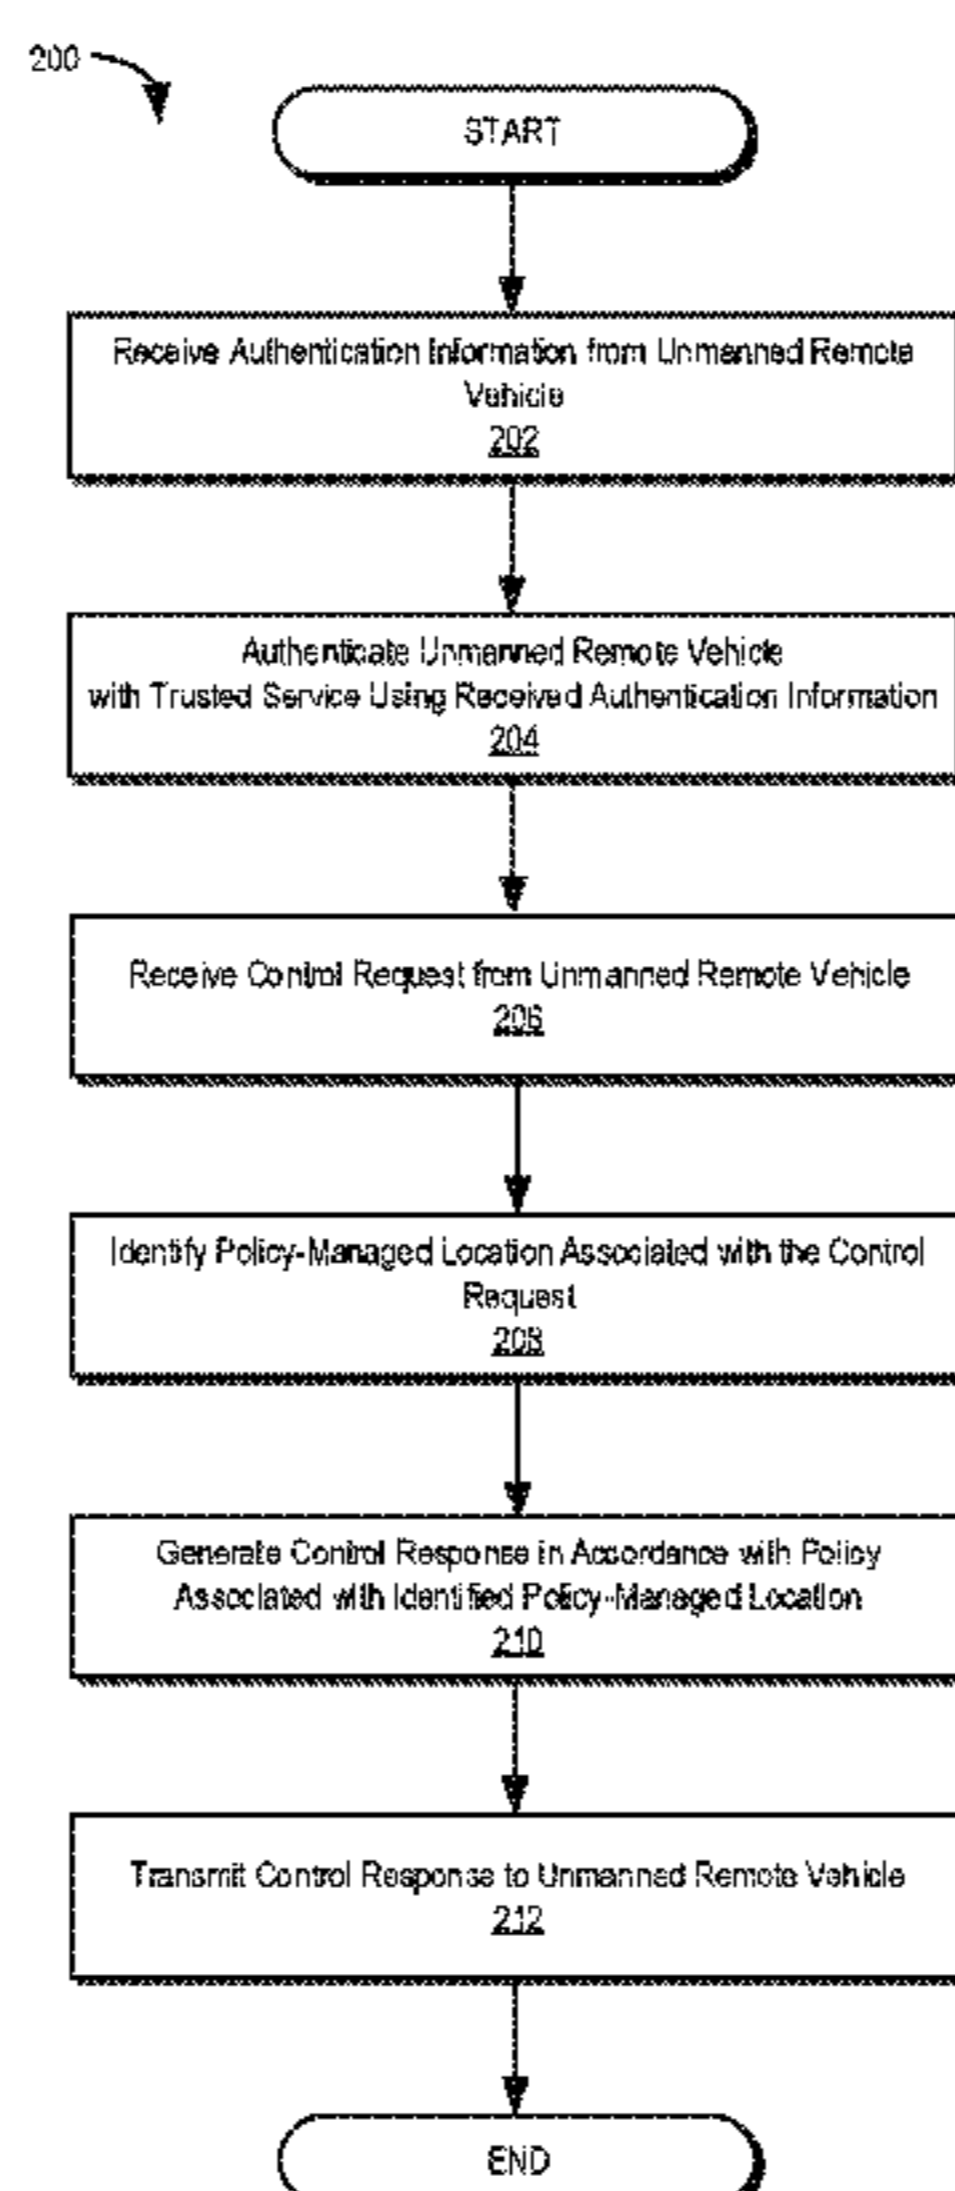 200
START
Receive Authentication Information from Unmanned Remote
Vehicle
202
Authenticate Unmanned Remote Vehicle
with Trusted Service Using Received Authentication Information
204
Receive Control Request from Unmanned Remote Vehicle
206
Identify Policy-Managed Location Associated with the Control
Request
208
Generate Control Response in Accordance with Policy
Associated with Identified Policy-Managed Location
210
Transmit Control Response to Unmanned Remote Vehicle
212
END